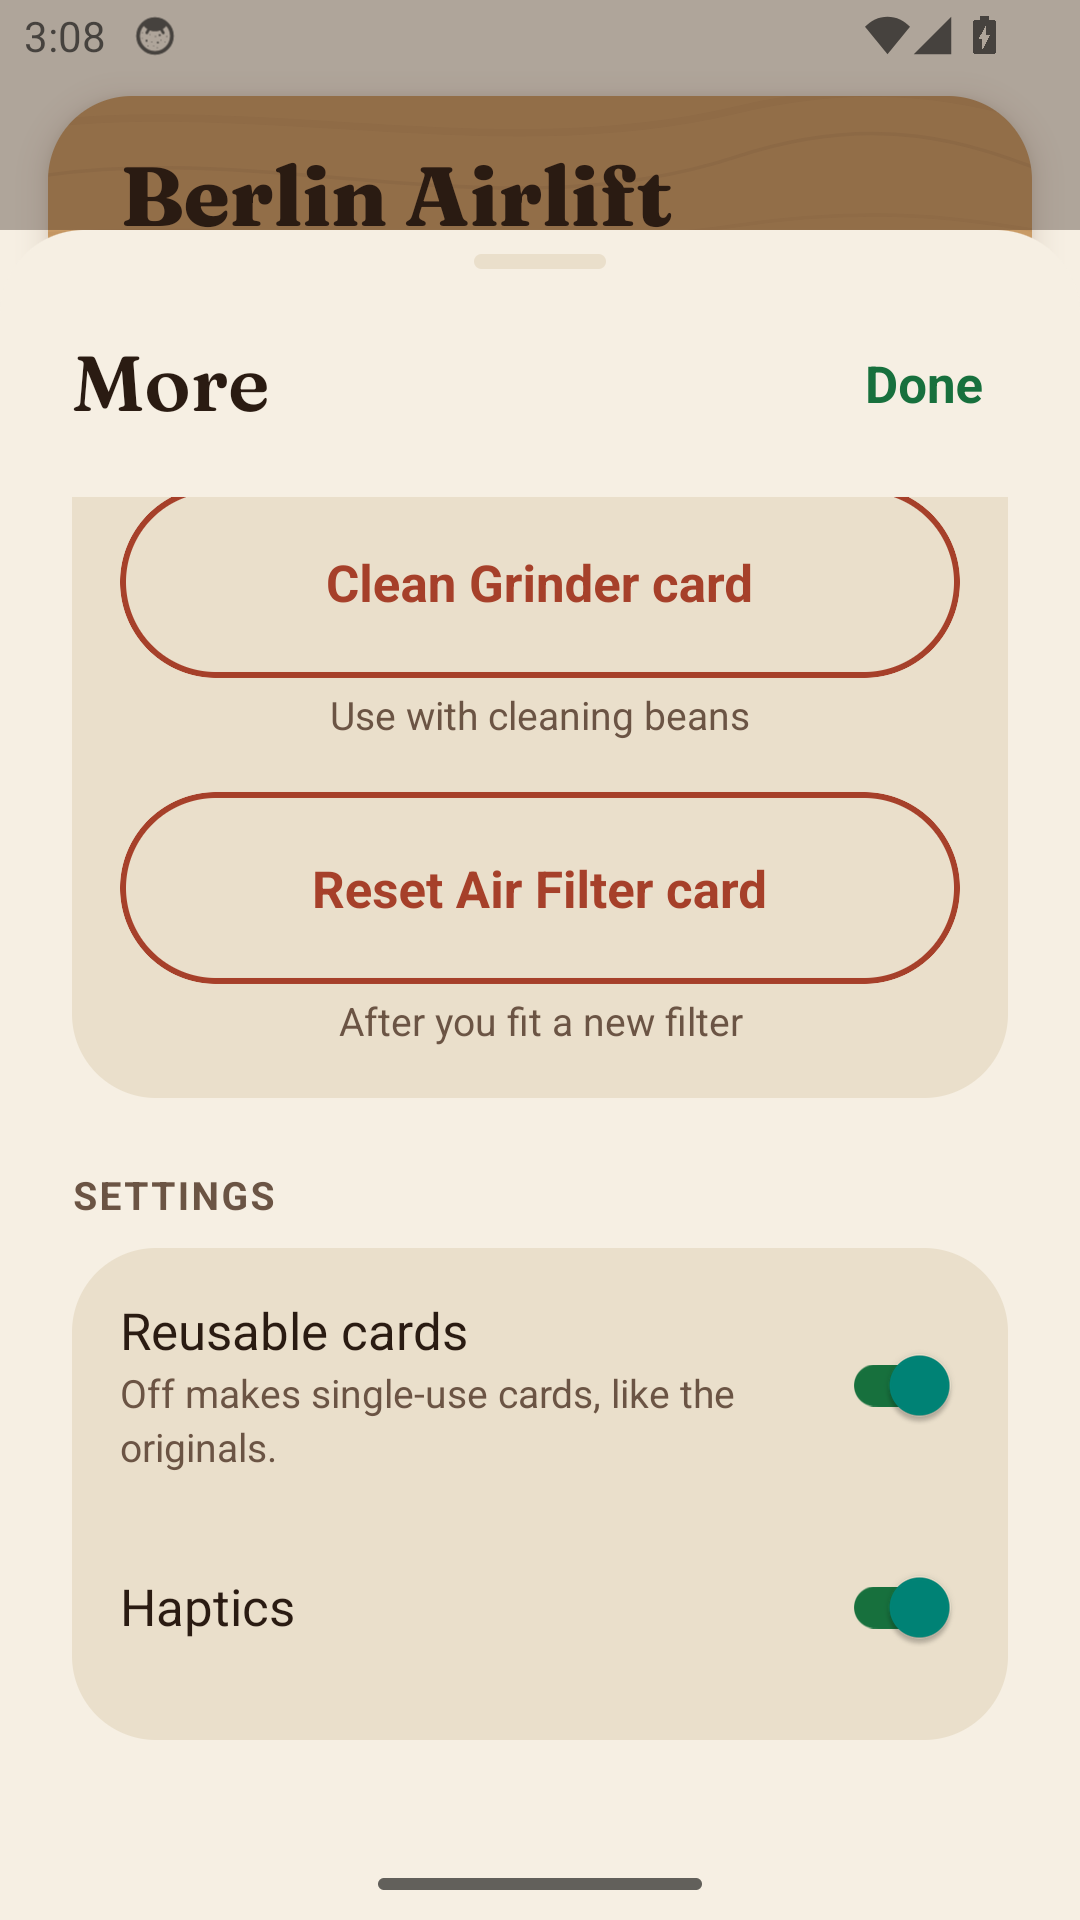 3:08
Berlin Airlift
More
Done
Clean Grinder card
Use with cleaning beans
Reset Air Filter card
After you fit a new filter
SETTINGS
Reusable cards
Off makes single-use cards, like the
originals.
Haptics